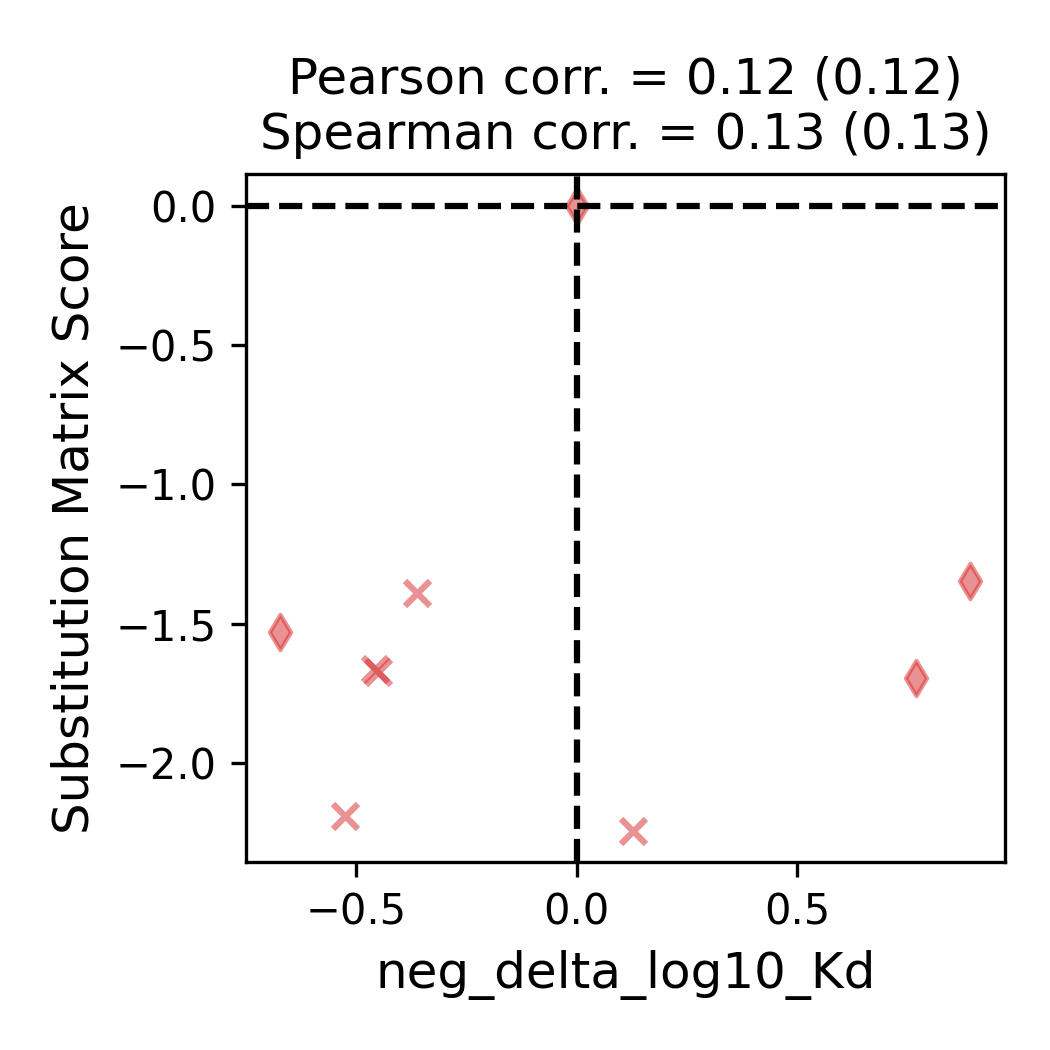 Pearson corr. = 0.12 (0.12)
Spearman corr. = 0.13 (0.13)
Substitution Matrix Score
0.0
−0.5
−1.0
−1.5
−2.0
−0.5
0.0
0.5
neg_delta_log10_Kd